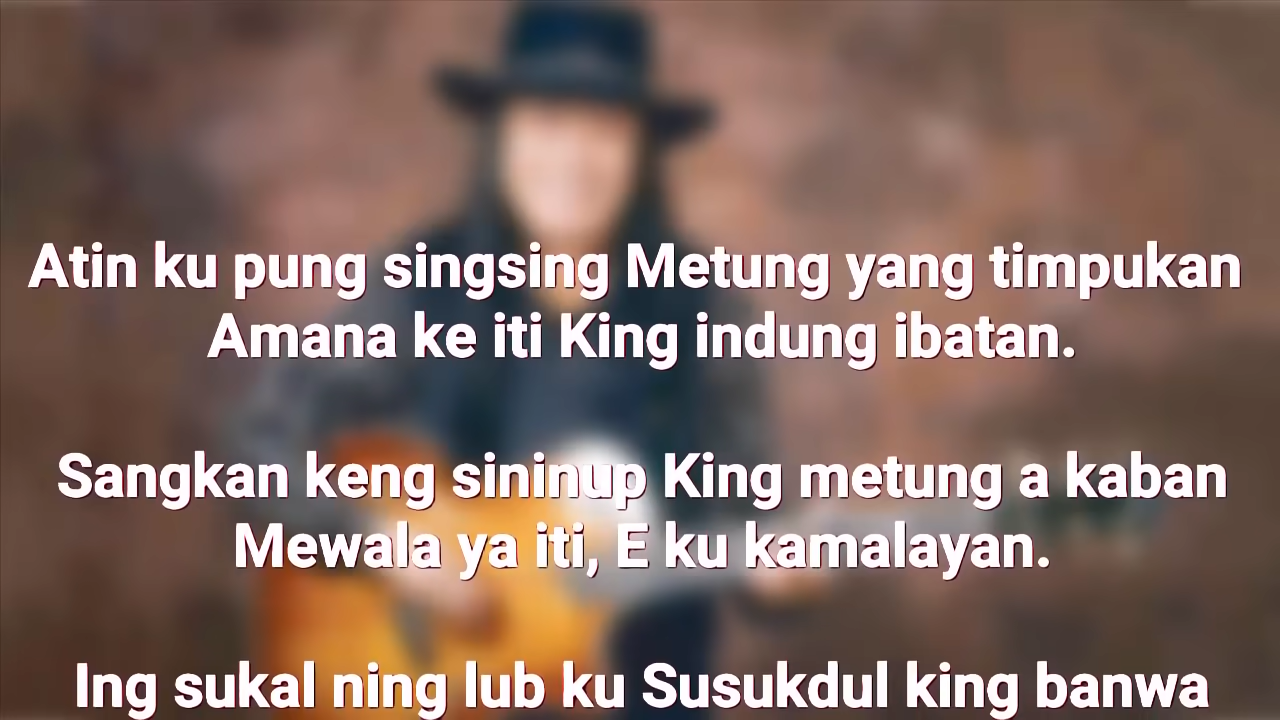 Atin ku pung singsing Metung yang timpukan
Amana ke iti King indung ibatan.
Sangkan keng sininup King metung a kaban
Mewala ya iti, E ku kamalayan.
Ing sukal ning lub ku Susukdul king banwa